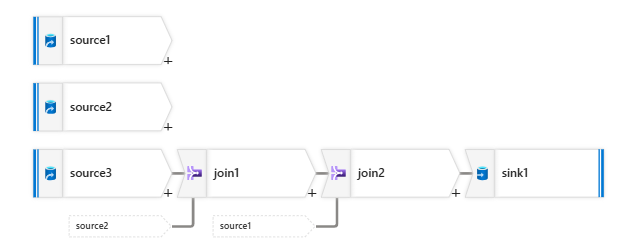 source1
+
source2
+
source3
join1
join2
sink1
+
+
+
source2
source1